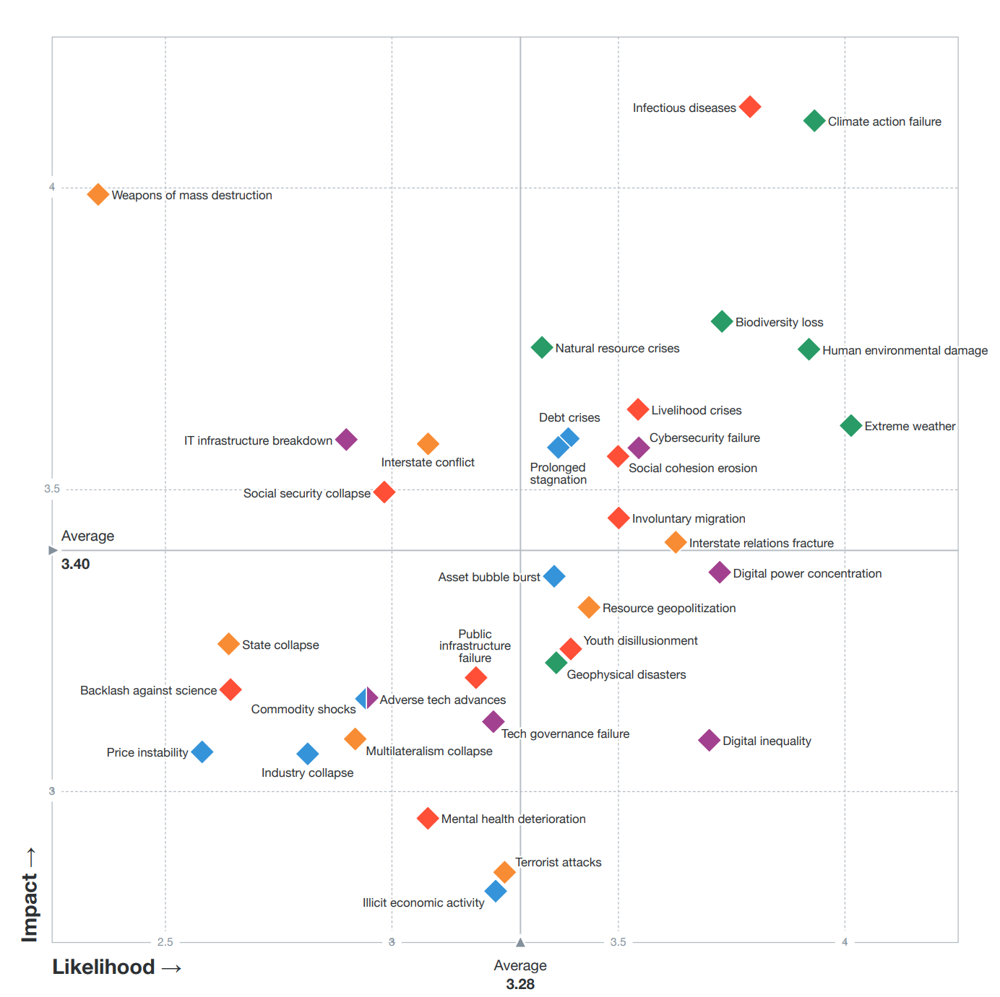 Infectious diseases
Climate action failure
4
Weapons of mass destruction
Biodiversity loss
Natural resource crises
Human environmental damage
Livelihood crises
Debt crises
Extreme weather
IT infrastructure breakdown
Cybersecurity failure
Interstate conflict
Prolonged
stagnation
Social cohesion erosion
3.5
Social security collapse
Involuntary migration
Average
Interstate relations fracture
3.40
Asset bubble burst
Digital power concentration
Resource geopolitization
Public
infrastructure
failure
Youth disillusionment
State collapse
Geophysical disasters
Backlash against science
Commodity shocks
Adverse tech advances
Tech governance failure
Digital inequality
Price instability
Multilateralism collapse
Industry collapse
3
Mental health deterioration
Terrorist attacks
Illicit economic activity
Impact →
2.5
3
3.5
4
Likelihood →
Average
3.28